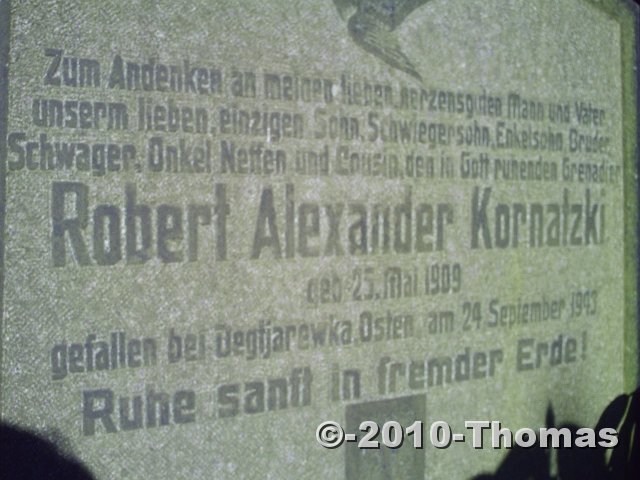 Zum Andenken an meinen lieben, herzensguten Mann und Vater
unserm lieben, einzigen Sohn, Schwiegersohn, Enkelsohn, Bruder,
Schwager, Onkel Neffen und Cousin, den in Gott ruhenden Grenadier
Robert Alexander Kornatzki
geb. 25. Mai 1909
gefallen bei Degtjarewka, Osten, am 24. September 1943
Ruhe sanft in fremder Erde!
©-2010-Thomas